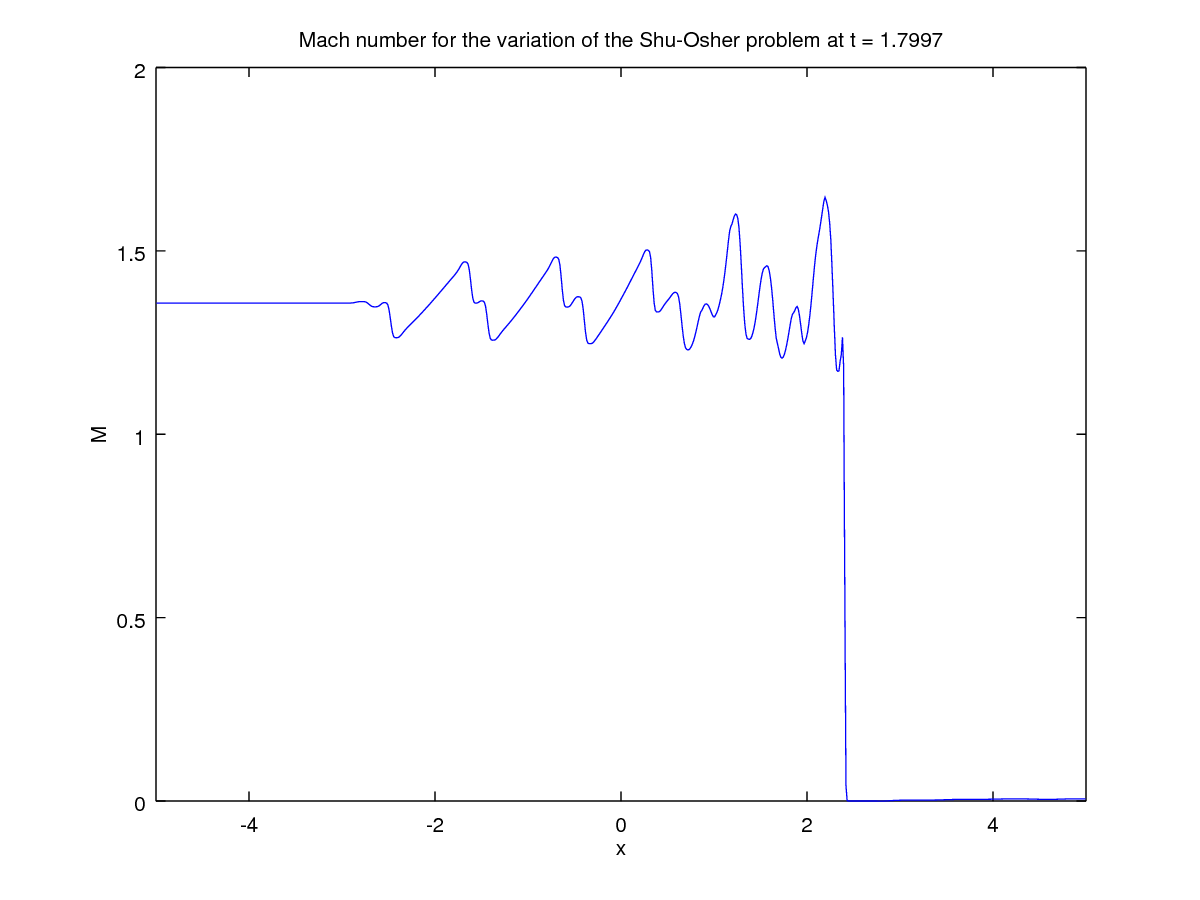 Mach number for the variation of the Shu-Osher problem at t = 1.7997
2
1.5
1
0.5
0
M
-4 -2 0 2 4
x